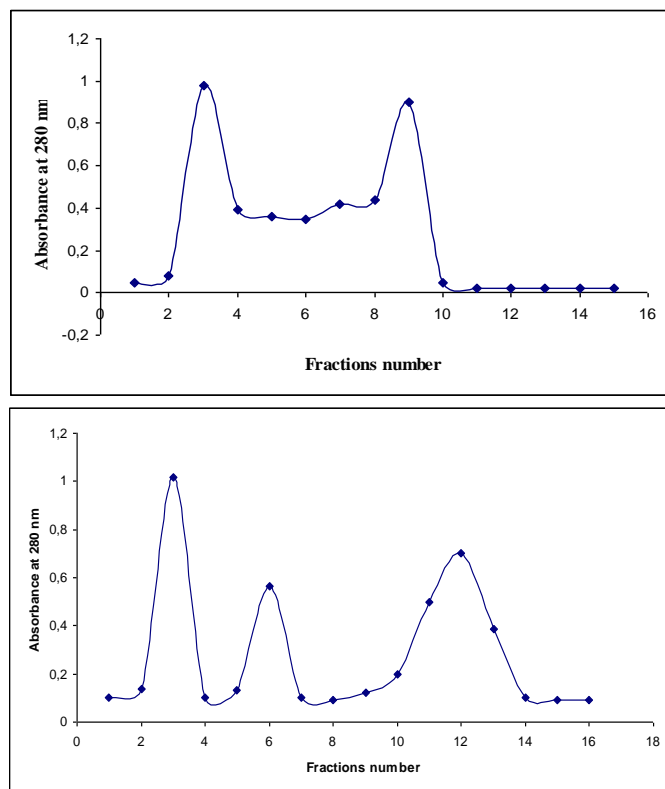 1,2
1
0,8
0,6
0,4
0,2
0
-0,2
0 2 4 6 8 10 12 14 16
Absorbance at 280 nm
Fractions number
1,2
1
0,8
0,6
0,4
0,2
0
0 2 4 6 8 10 12 14 16 18
Absorbance at 280 nm
Fractions number